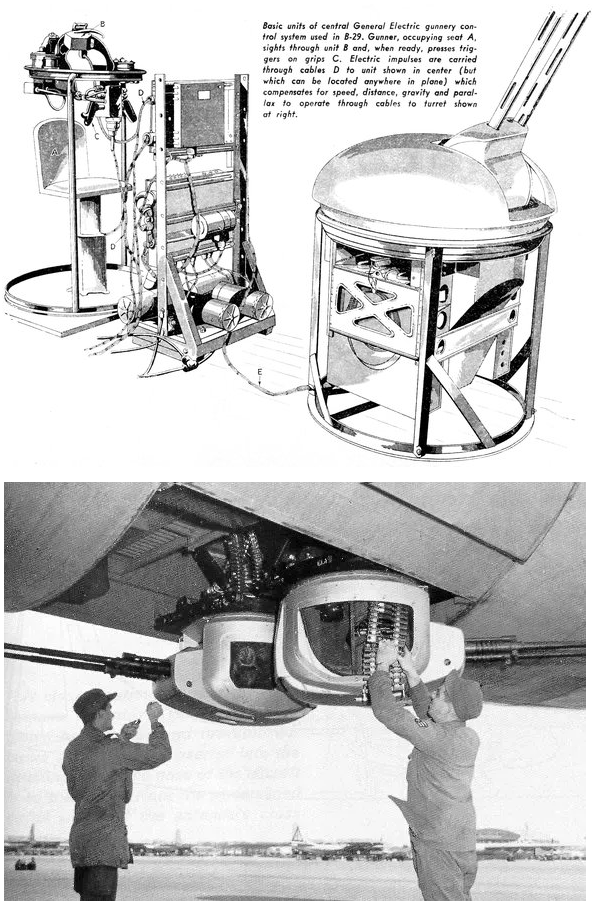 Basic units of central General Electric gunnery con-
trol system used in B-29. Gunner, occupying seat A,
sights through unit B and, when ready, presses trig-
gers on grips C. Electric impulses are carried
through cables D to unit shown in center (but
which can be located anywhere in plane) which
compensates for speed, distance, gravity and paral-
lax to operate through cables to turret shown
at right.
B
D
C
A
D
E